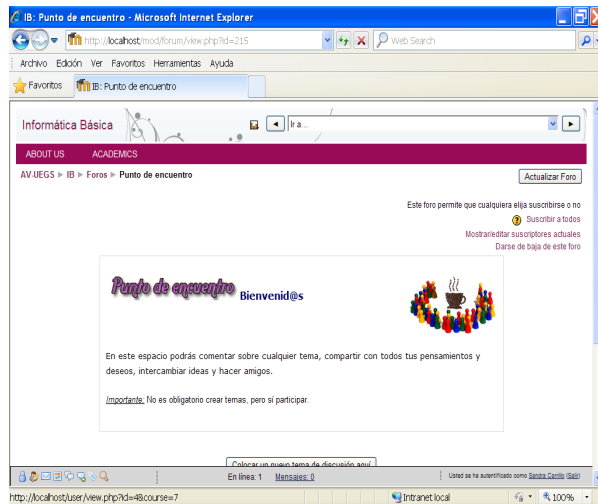 IB: Punto de encuentro - Microsoft Internet Explorer
http://localhost/mod/forum/view.php?id=215
Web Search
Archivo Edición Ver Favoritos Herramientas Ayuda
Favoritos IB: Punto de encuentro
Informática Básica
Ir a...
ABOUT US ACADEMICS
AV-UEGS ► IB ► Foros ► Punto de encuentro
Actualizar Foro
Este foro permite que cualquiera elija suscribirse o no
Suscribir a todos
Mostrar/editar suscriptores actuales
Darse de baja de este foro
Punto de encuentro Bienvenid@s
En este espacio podrás comentar sobre cualquier tema, compartir con todos tus pensamientos y
deseos, intercambiar ideas y hacer amigos.
Importante: No es obligatorio crear temas, pero sí participar.
Colocar un nuevo tema de discusión aquí
En línea: 1 Mensajes: 0 Usted se ha autentificado como Sandra Carrillo (Salir)
http://localhost/user/view.php?id=4&course=7 Intranet local 100%